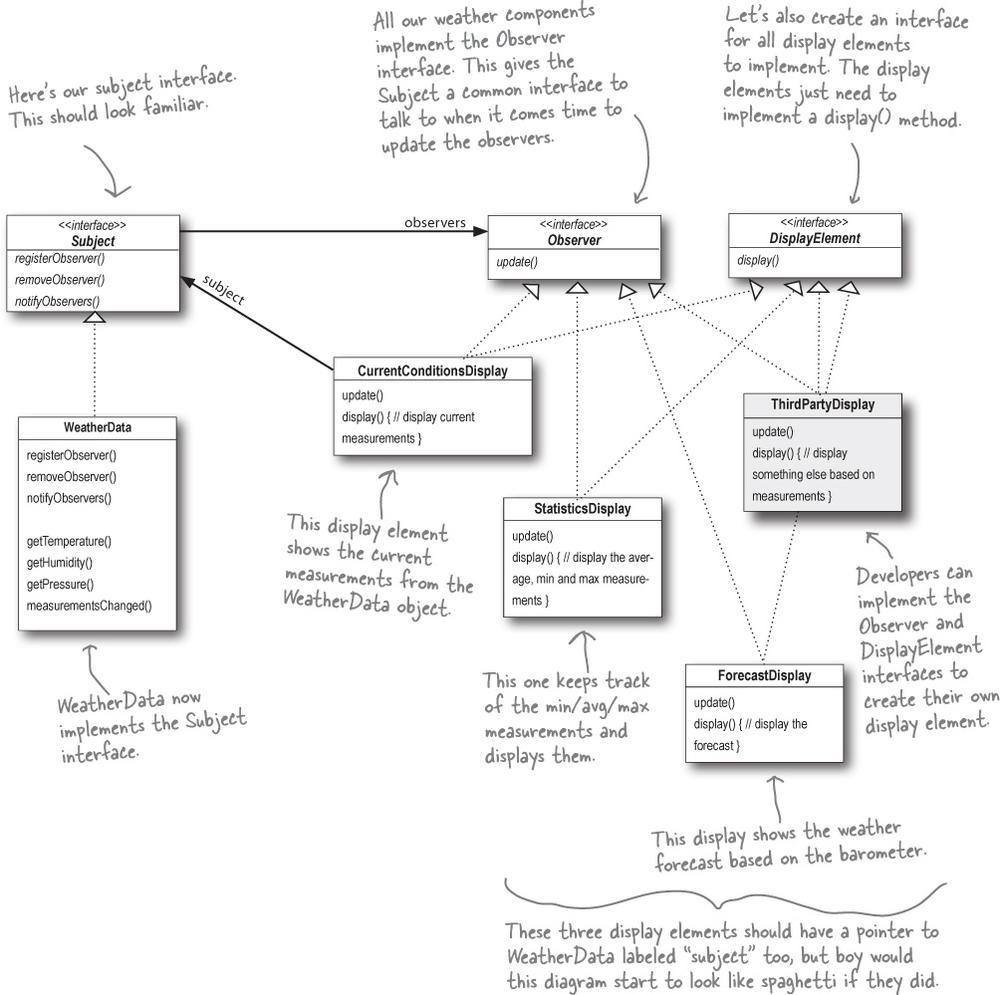 Here's our subject interface.
This should look familiar.
All our weather components
implement the Observer
interface. This gives the
Subject a common interface to
talk to when it comes time to
update the observers.
Let's also create an interface
for all display elements
to implement. The display
elements just need to
implement a display() method.
<<interface>>
Subject
registerObserver()
removeObserver()
notifyObservers()
observers
subject
<<interface>>
Observer
update()
<<interface>>
DisplayElement
display()
CurrentConditionsDisplay
update()
display() { // display current
measurements }
ThirdPartyDisplay
update()
display() { // display
something else based on
measurements }
WeatherData
registerObserver()
removeObserver()
notifyObservers()
getTemperature()
getHumidity()
getPressure()
measurementsChanged()
StatisticsDisplay
update()
display() { // display the aver-
age, min and max measure-
ments }
This display element
shows the current
measurements from the
WeatherData object.
Developers can
implement the
Observer and
DisplayElement
interfaces to
create their own
display element.
ForecastDisplay
update()
display() { // display the
forecast }
WeatherData now
implements the Subject
interface.
This one keeps track
of the min/avg/max
measurements and
displays them.
This display shows the weather
forecast based on the barometer.
These three display elements should have a pointer to
WeatherData labeled "subject" too, but boy would
this diagram start to look like spaghetti if they did.